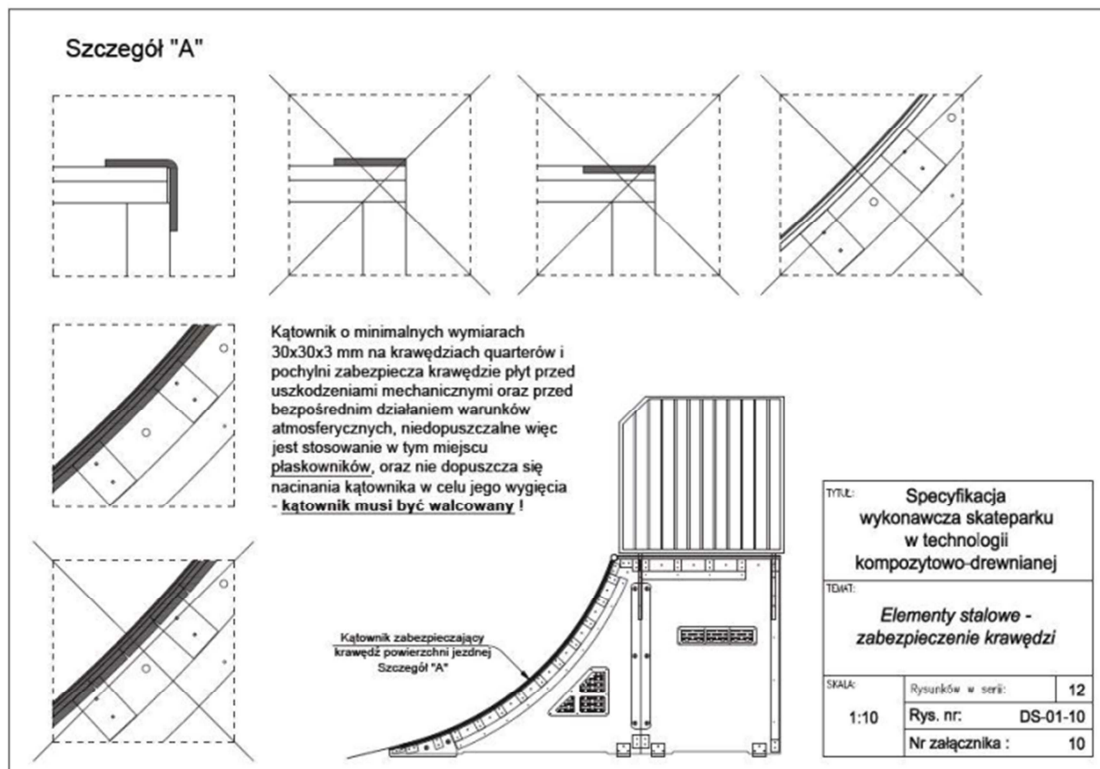 Szczegół "A"
Kątownik o minimalnych wymiarach
30x30x3 mm na krawędziach quarterów i
pochylni zabezpiecza krawędzie płyt przed
uszkodzeniami mechanicznymi oraz przed
bezpośrednim działaniem warunków
atmosferycznych, niedopuszczalne więc
jest stosowanie w tym miejscu
płaskowników, oraz nie dopuszcza się
nacinania kątownika w celu jego wygięcia
- kątownik musi być walcowany !
Kątownik zabezpieczający
krawędź powierzchni jezdnej
Szczegół "A"
TYTUŁ:
Specyfikacja
wykonawcza skateparku
w technologii
kompozytowo-drewnianej
TEMAT:
Elementy stalowe -
zabezpieczenie krawędzi
SKALA:
1:10
Rysunków w serii: 12
Rys. nr: DS-01-10
Nr załącznika : 10